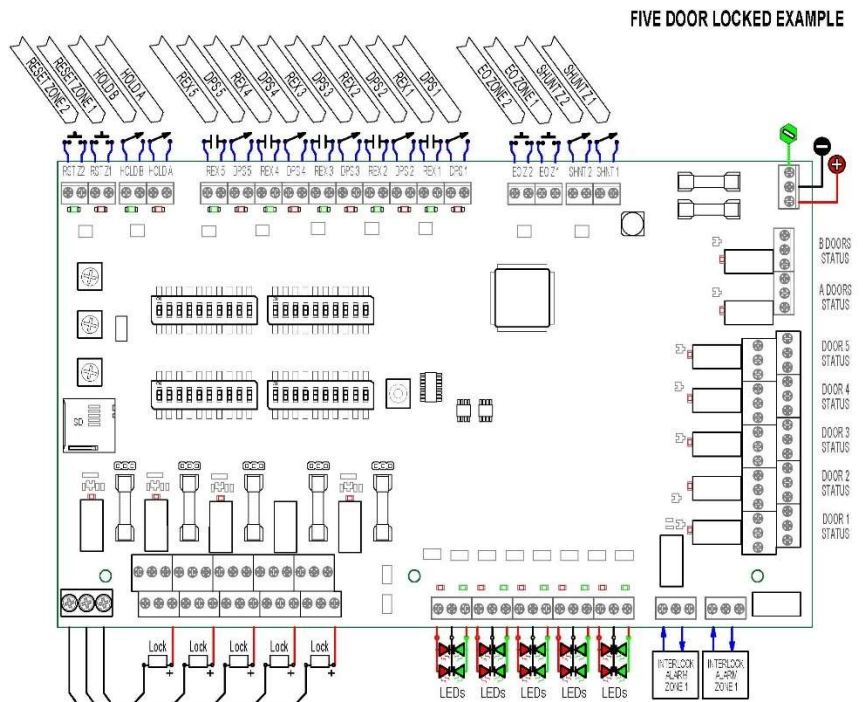 FIVE DOOR LOCKED EXAMPLE
RESET ZONE 2
RESET ZONE 1
HOLD B
HOLD A
REX 5
DPS 5
REX 4
DPS 4
REX 3
DPS 3
REX 2
DPS 2
REX 1
DPS 1
EO ZONE 2
EO ZONE 1
SHUNT Z 2
SHUNT Z 1
RST Z2
RST Z1
HOLD B
HOLD A
REX 5
DPS 5
REX 4
DPS 4
REX 3
DPS 3
REX 2
DPS 2
REX 1
DPS 1
EO Z 2
EO Z1
SHNT 2
SHNT 1
B DOORS
STATUS
A DOORS
STATUS
DOOR 5
STATUS
DOOR 4
STATUS
DOOR 3
STATUS
DOOR 2
STATUS
DOOR 1
STATUS
SD
Lock
Lock
Lock
Lock
Lock
+
+
+
+
+
LEDs
LEDs
LEDs
LEDs
LEDs
INTERLOCK
ALARM
ZONE 1
INTERLOCK
ALARM
ZONE 1